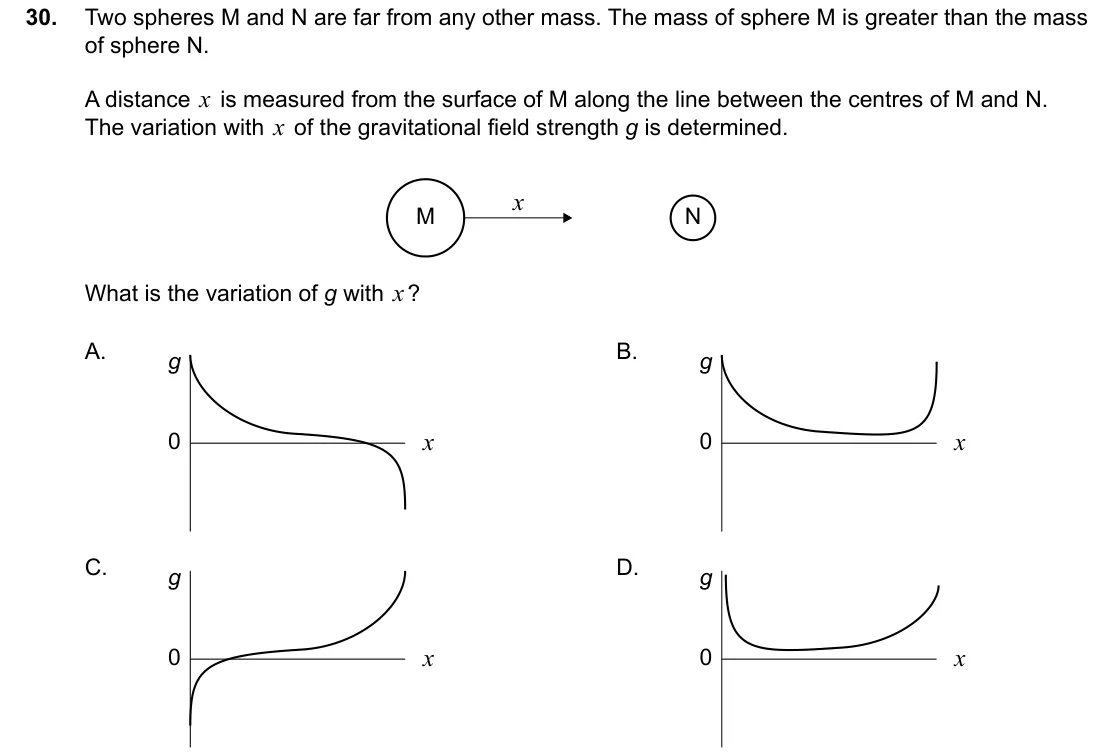 30. Two spheres M and N are far from any other mass. The mass of sphere M is greater than the mass
of sphere N.
A distance x is measured from the surface of M along the line between the centres of M and N.
The variation with x of the gravitational field strength g is determined.
M
x
N
What is the variation of g with x?
A.
g
0
x
B.
g
0
x
C.
g
0
x
D.
g
0
x